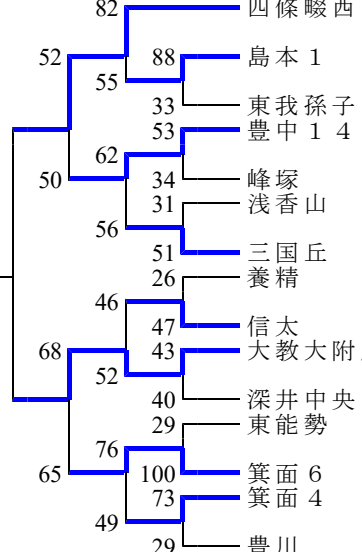 82 四條畷西
52 88 島本１
55
33 東我孫子
53 豊中１４
62
50 34 峰塚
31 浅香山
56
51 三国丘
26 養精
46
47 信太
68 43 大教大附
52
40 深井中央
29 東能勢
76
65 100 箕面６
73 箕面４
49
29 豊川